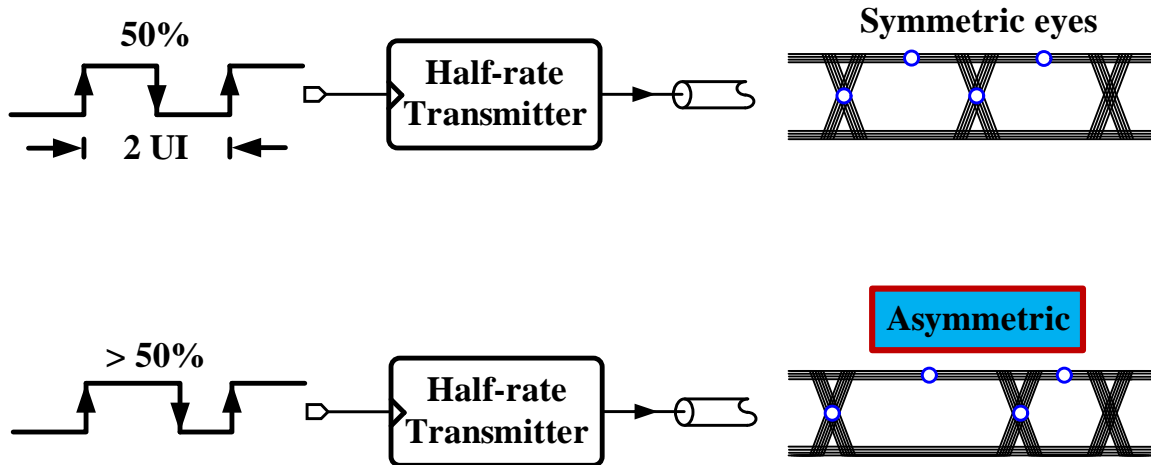 50%
2 UI
Half-rate
Transmitter
Symmetric eyes
> 50%
Half-rate
Transmitter
Asymmetric